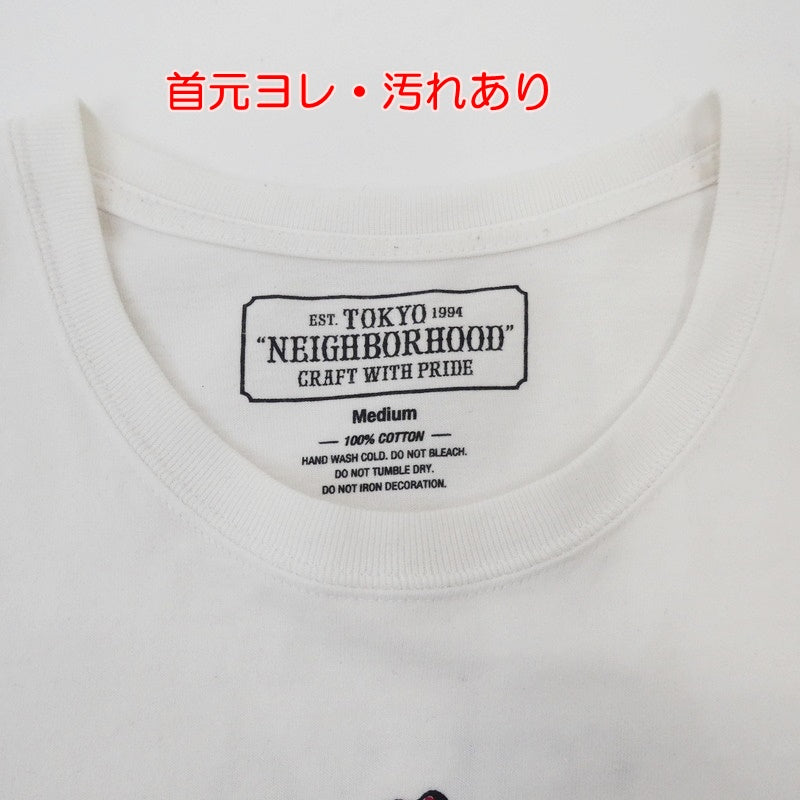 首元ヨレ・汚れあり
EST. TOKYO 1994
"NEIGHBORHOOD"
CRAFT WITH PRIDE
Medium
100% COTTON
HAND WASH COLD. DO NOT BLEACH.
DO NOT TUMBLE DRY.
DO NOT IRON DECORATION.